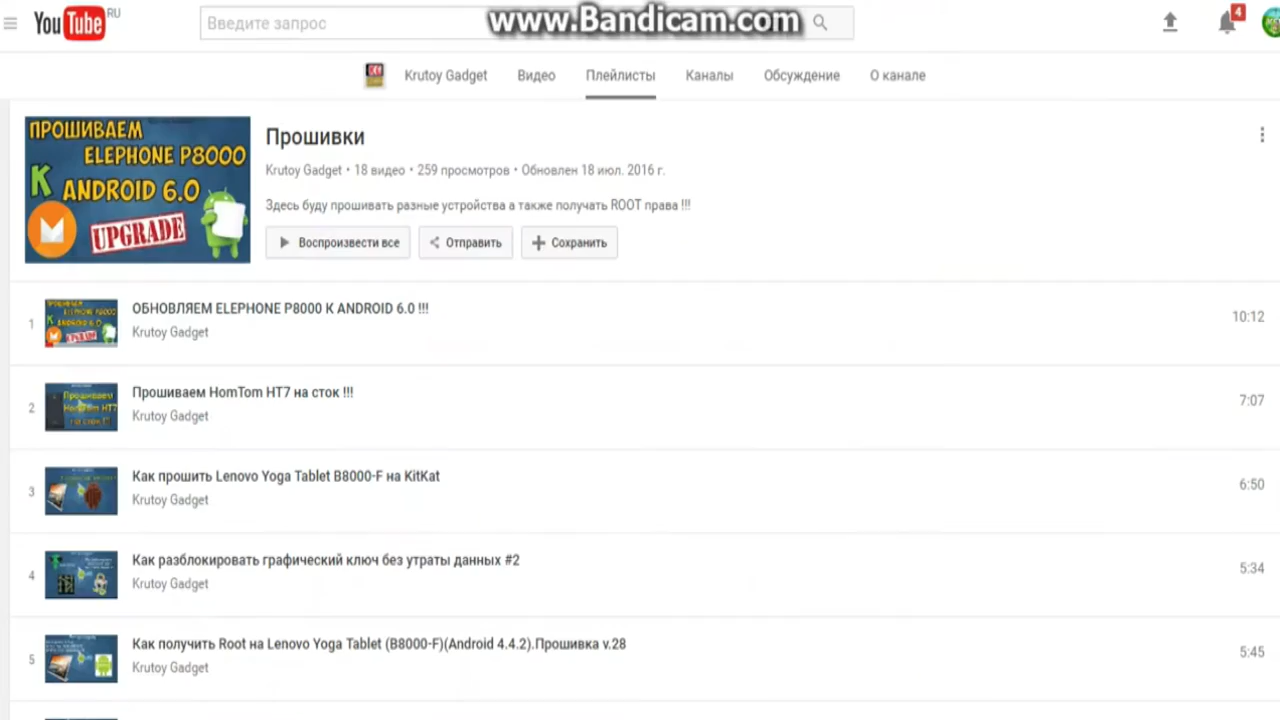 YouTube RU
Введите запрос
www.Bandicam.com
4
Krutoy Gadget Видео Плейлисты Каналы Обсуждение О канале
ПРОШИВАЕМ
ELEPHONE P8000
К ANDROID 6.0
UPGRADE
Прошивки
Krutoy Gadget • 18 видео • 259 просмотров • Обновлен 18 июл. 2016 г.
Здесь буду прошивать разные устройства а также получать ROOT права !!!
Воспроизвести все Отправить Сохранить
1 ОБНОВЛЯЕМ ELEPHONE P8000 К ANDROID 6.0 !!! 10:12
Krutoy Gadget
2 Прошиваем HomTom HT7 на сток !!! 7:07
Krutoy Gadget
3 Как прошить Lenovo Yoga Tablet B8000-F на KitKat 6:50
Krutoy Gadget
4 Как разблокировать графический ключ без утраты данных #2 5:34
Krutoy Gadget
5 Как получить Root на Lenovo Yoga Tablet (B8000-F)(Android 4.4.2).Прошивка v.28 5:45
Krutoy Gadget